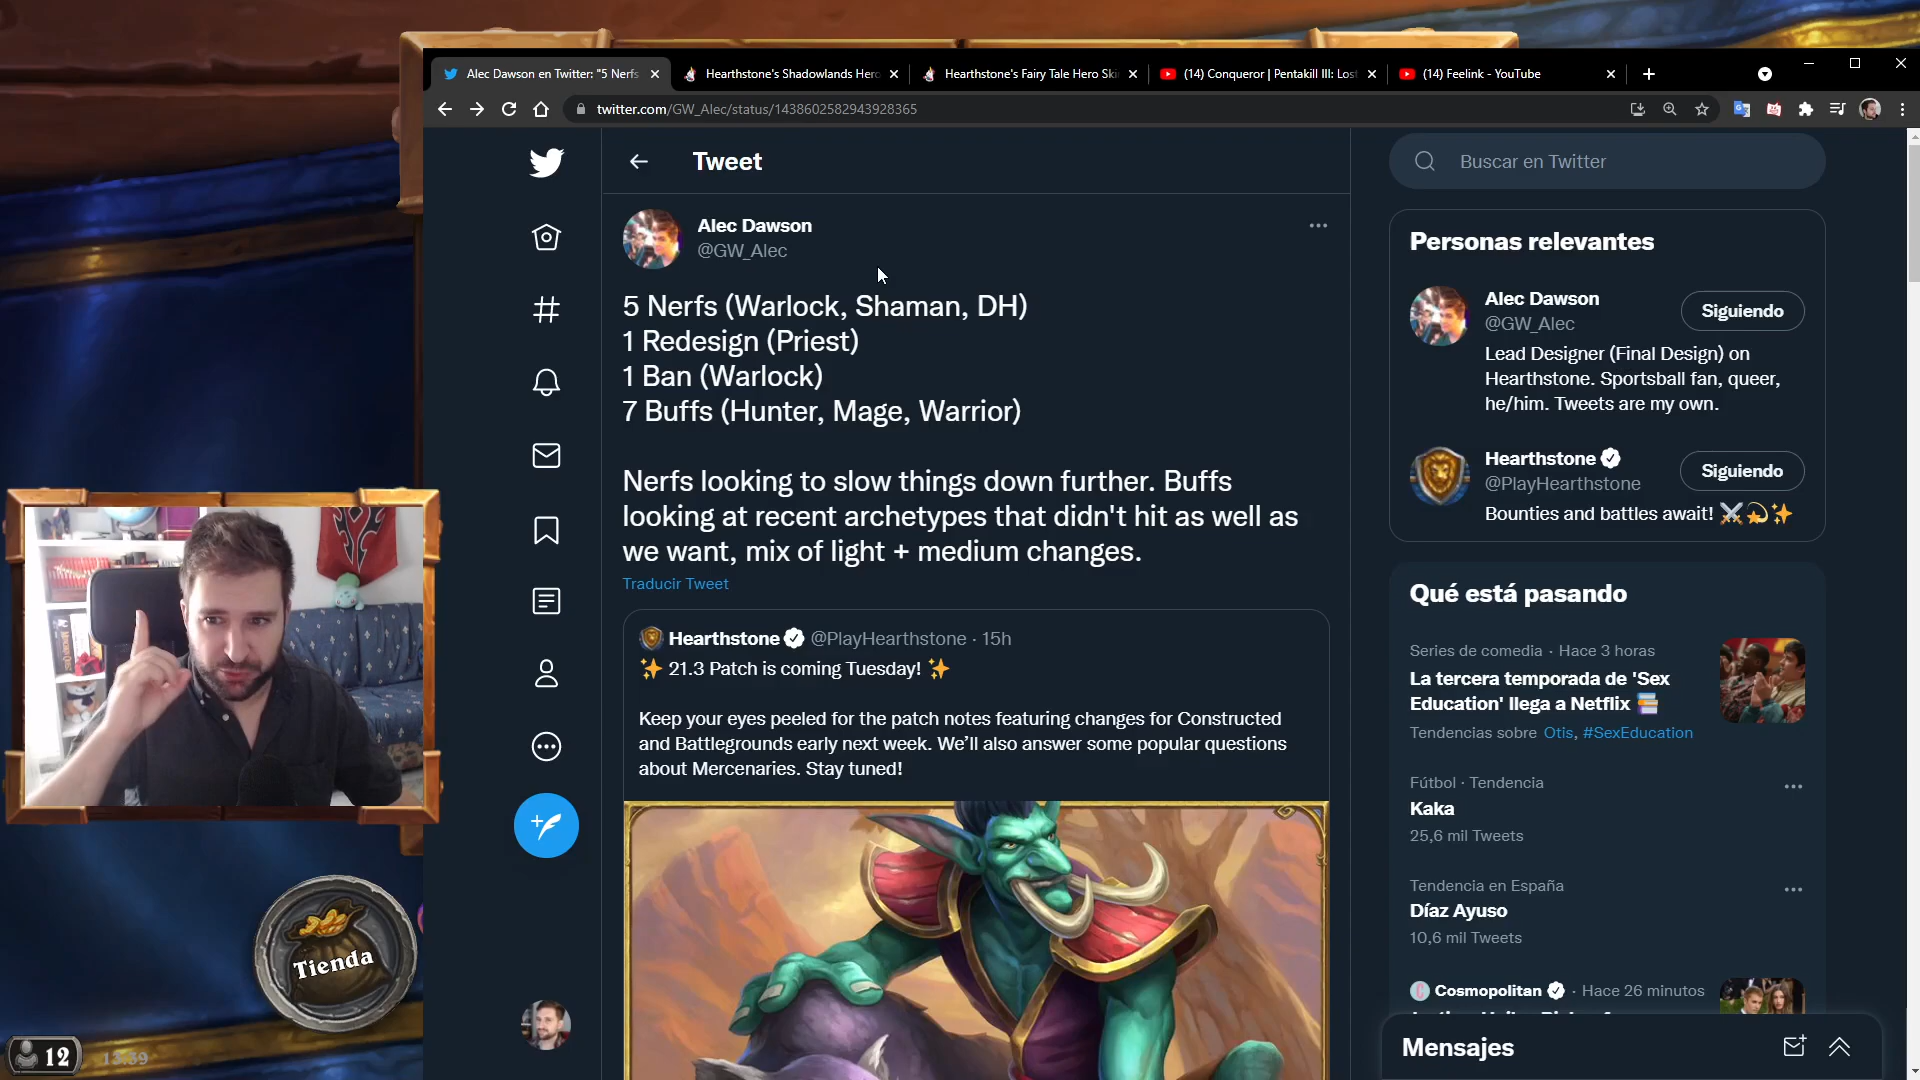 Alec Dawson en Twitter: "5 Nerfs
Hearthstone's Shadowlands Hero
Hearthstone's Fairy Tale Hero Ski
(14) Conqueror | Pentakill III: Lost
(14) Feelink - YouTube
twitter.com/GW_Alec/status/1438602582943928365
Tweet
Buscar en Twitter
Alec Dawson
@GW_Alec
5 Nerfs (Warlock, Shaman, DH)
1 Redesign (Priest)
1 Ban (Warlock)
7 Buffs (Hunter, Mage, Warrior)
Nerfs looking to slow things down further. Buffs
looking at recent archetypes that didn't hit as well as
we want, mix of light + medium changes.
Traducir Tweet
Hearthstone @PlayHearthstone · 15h
✨ 21.3 Patch is coming Tuesday! ✨
Keep your eyes peeled for the patch notes featuring changes for Constructed
and Battlegrounds early next week. We'll also answer some popular questions
about Mercenaries. Stay tuned!
Personas relevantes
Alec Dawson
@GW_Alec
Siguiendo
Lead Designer (Final Design) on
Hearthstone. Sportsball fan, queer,
he/him. Tweets are my own.
Hearthstone
@PlayHearthstone
Siguiendo
Bounties and battles await! ⚔️💫✨
Qué está pasando
Series de comedia · Hace 3 horas
La tercera temporada de 'Sex
Education' llega a Netflix 📚
Tendencias sobre Otis, #SexEducation
Fútbol · Tendencia
Kaka
25,6 mil Tweets
Tendencia en España
Díaz Ayuso
10,6 mil Tweets
Cosmopolitan · Hace 26 minutos
Mensajes
Tienda
12
13:39